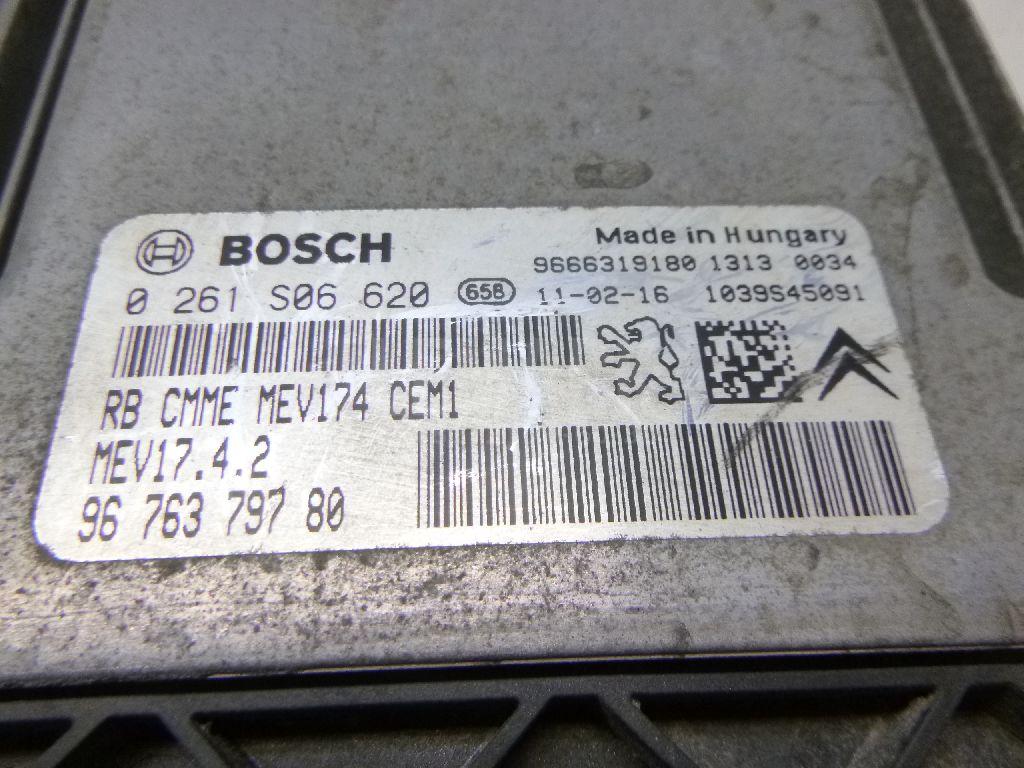 BOSCH
Made in Hungary
9666319180 1313 0034
0 261 S06 620 658 11-02-16 1039S45091
RB CMME MEV174 CEM1
MEV17.4.2
96 763 797 80